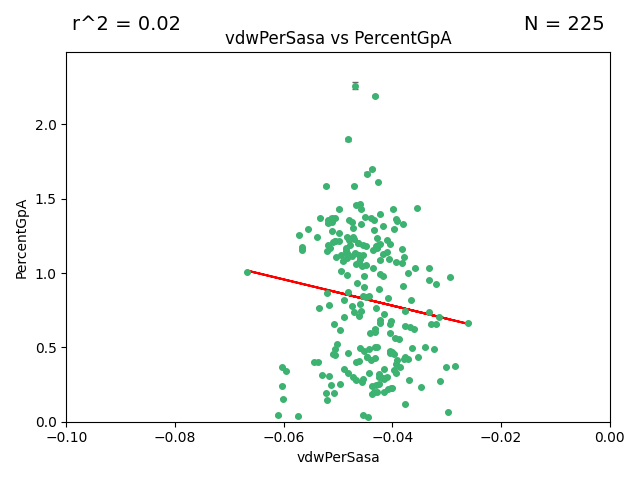 r^2 = 0.02
N = 225
vdwPerSasa vs PercentGpA
PercentGpA
2.0
1.5
1.0
0.5
0.0
−0.10
−0.08
−0.06
−0.04
−0.02
0.00
vdwPerSasa